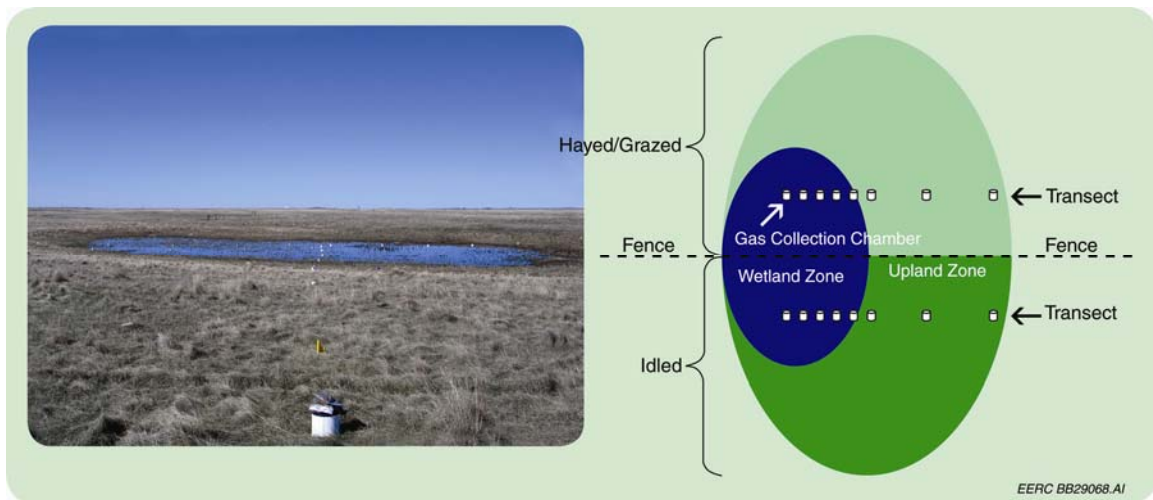 Hayed/Grazed
Transect
Gas Collection Chamber
Fence
Fence
Wetland Zone
Upland Zone
Transect
Idled
EERC BB29068.AI